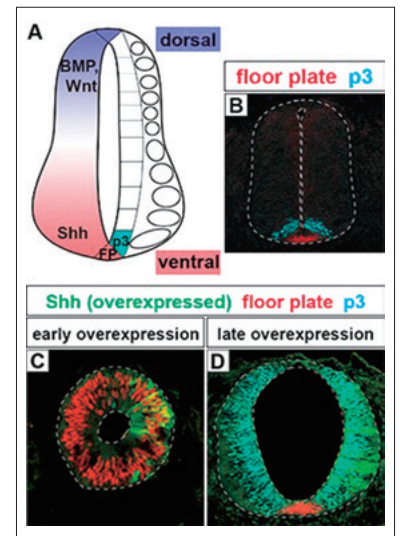 A
dorsal
BMP,
Wnt
Shh
p3
FP
ventral
floor plate p3
B
Shh (overexpressed) floor plate p3
early overexpression
late overexpression
C
D